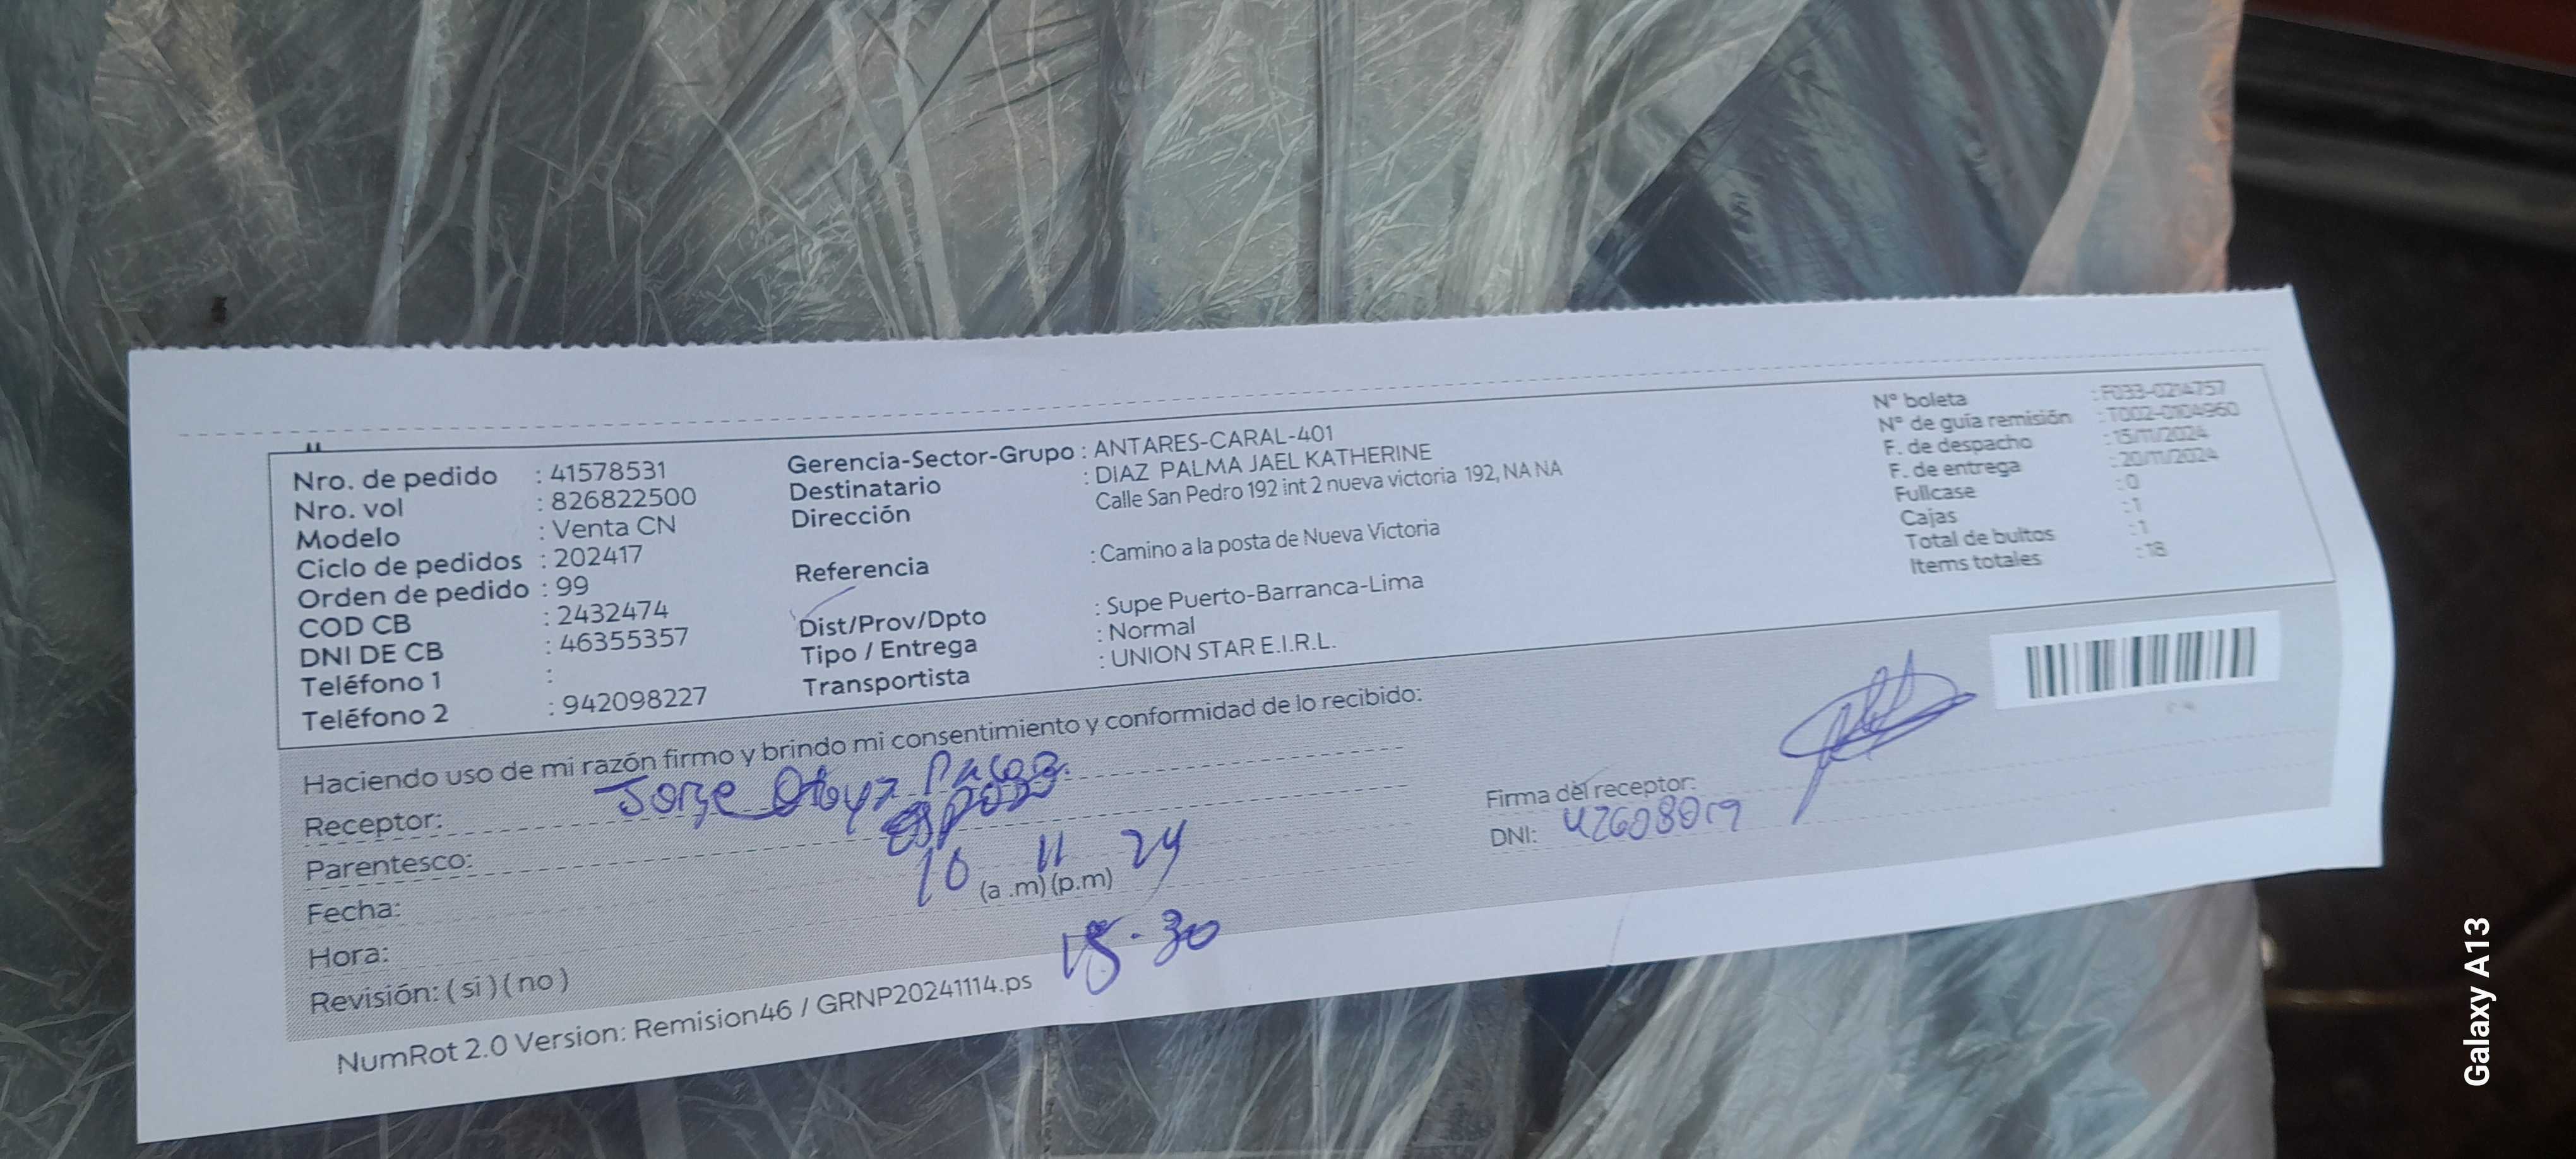 Nro. de pedido : 41578531
Nro. vol : 826822500
Modelo : Venta CN
Ciclo de pedidos : 202417
Orden de pedido : 99
COD CB : 2432474
DNI DE CB : 46355357
Teléfono 1 :
Teléfono 2 : 942098227
Gerencia-Sector-Grupo : ANTARES-CARAL-401
Destinatario : DIAZ PALMA JAEL KATHERINE
Dirección Calle San Pedro 192 int 2 nueva victoria 192, NA NA
Referencia : Camino a la posta de Nueva Victoria
Dist/Prov/Dpto : Supe Puerto-Barranca-Lima
Tipo / Entrega : Normal
Transportista : UNION STAR E.I.R.L.
N° boleta : F033-0214757
N° de guía remisión : T002-0104960
F. de despacho : 15/11/2024
F. de entrega : 20/11/2024
Fullcase : 0
Cajas : 1
Total de bultos : 1
Items totales : 18
Haciendo uso de mi razón firmo y brindo mi consentimiento y conformidad de lo recibido:
Receptor: Jorge
Parentesco: esposo
Fecha: 11 24
(a .m) (p.m)
Hora: 18.30
Revisión: ( si ) ( no )
Firma del receptor:
DNI:
NumRot 2.0 Version: Remision46 / GRNP20241114.ps
Galaxy A13